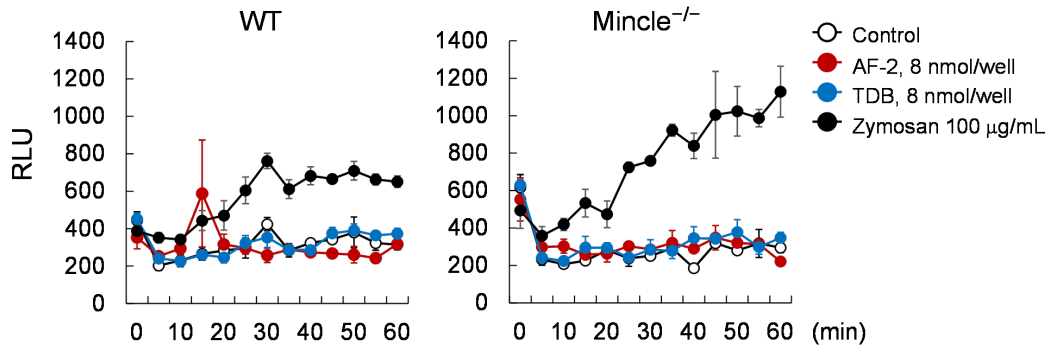 WT
Mincle−/−
RLU
1400
1200
1000
800
600
400
200
0
0 10 20 30 40 50 60
1400
1200
1000
800
600
400
200
0
0 10 20 30 40 50 60 (min)
Control
AF-2, 8 nmol/well
TDB, 8 nmol/well
Zymosan 100 μg/mL